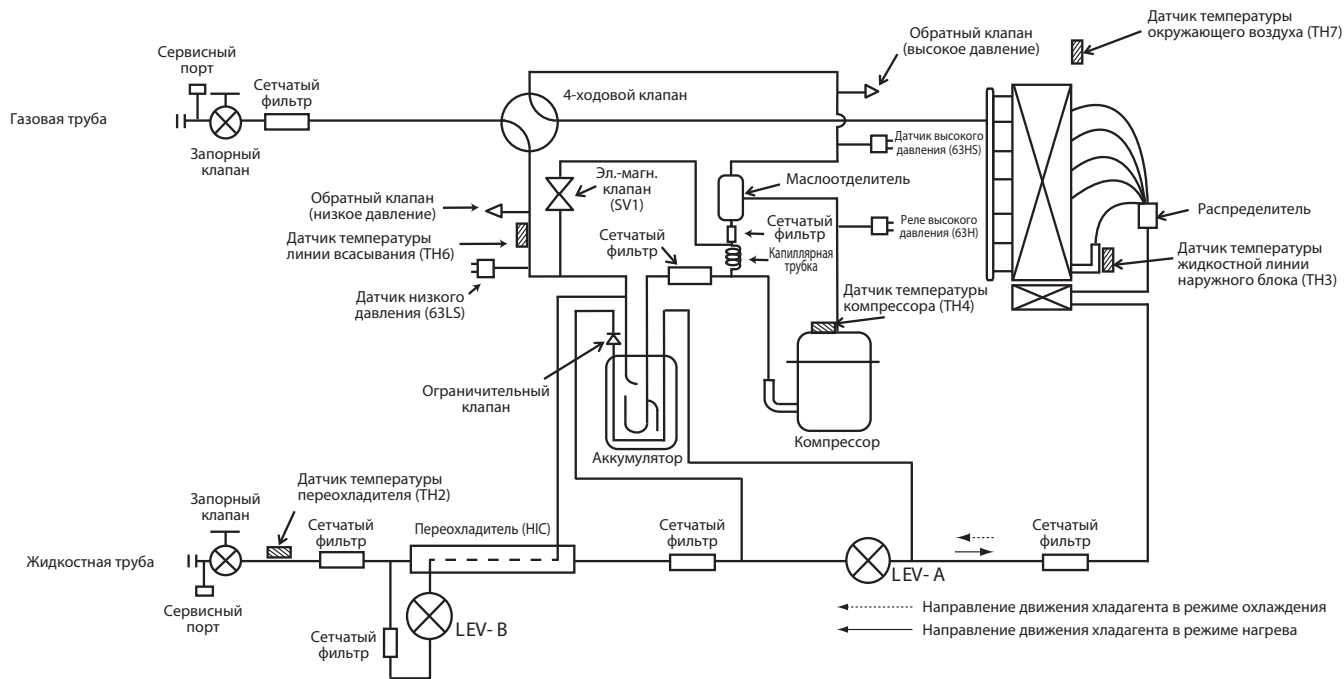 Датчик температуры
окружающего воздуха (TH7)
Обратный клапан
(высокое давление)
Сервисный
порт
Сетчатый
фильтр
4-ходовой клапан
Газовая труба
Запорный
клапан
Датчик высокого
давления (63HS)
Эл.-магн.
клапан
(SV1)
Маслоотделитель
Обратный клапан
(низкое давление)
Распределитель
Реле высокого
давления (63H)
Сетчатый
фильтр
Сетчатый
фильтр
Капиллярная
трубка
Датчик температуры
линии всасывания (TH6)
Датчик температуры
жидкостной линии
наружного блока (TH3)
Датчик низкого
давления (63LS)
Датчик температуры
компрессора (TH4)
Ограничительный
клапан
Компрессор
Аккумулятор
Датчик температуры
переохладителя (TH2)
Запорный
клапан
Сетчатый
фильтр
Переохладитель (HIC)
Сетчатый
фильтр
Сетчатый
фильтр
Жидкостная труба
LEV- A
Сервисный
порт
LEV- B
Сетчатый
фильтр
Направление движения хладагента в режиме охлаждения
Направление движения хладагента в режиме нагрева